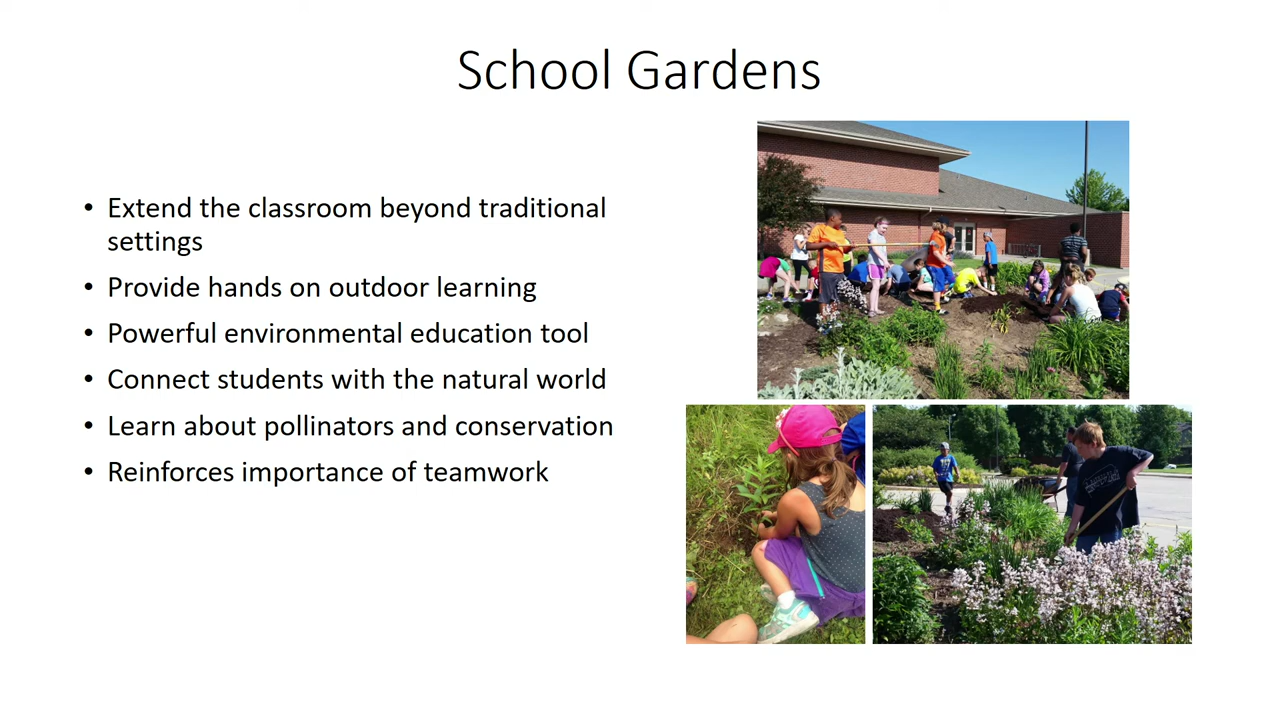 School Gardens
• Extend the classroom beyond traditional
settings
• Provide hands on outdoor learning
• Powerful environmental education tool
• Connect students with the natural world
• Learn about pollinators and conservation
• Reinforces importance of teamwork